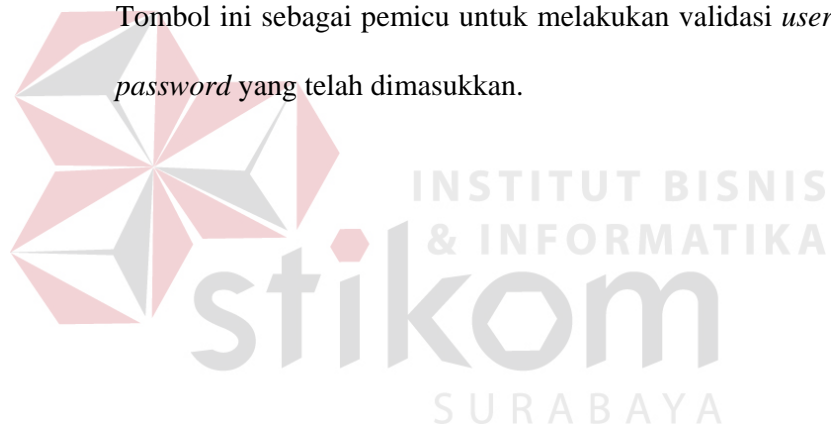 Tombol ini sebagai pemicu untuk melakukan validasi user
password yang telah dimasukkan.
INSTITUT BISNIS
& INFORMATIKA
stikom
SURABAYA